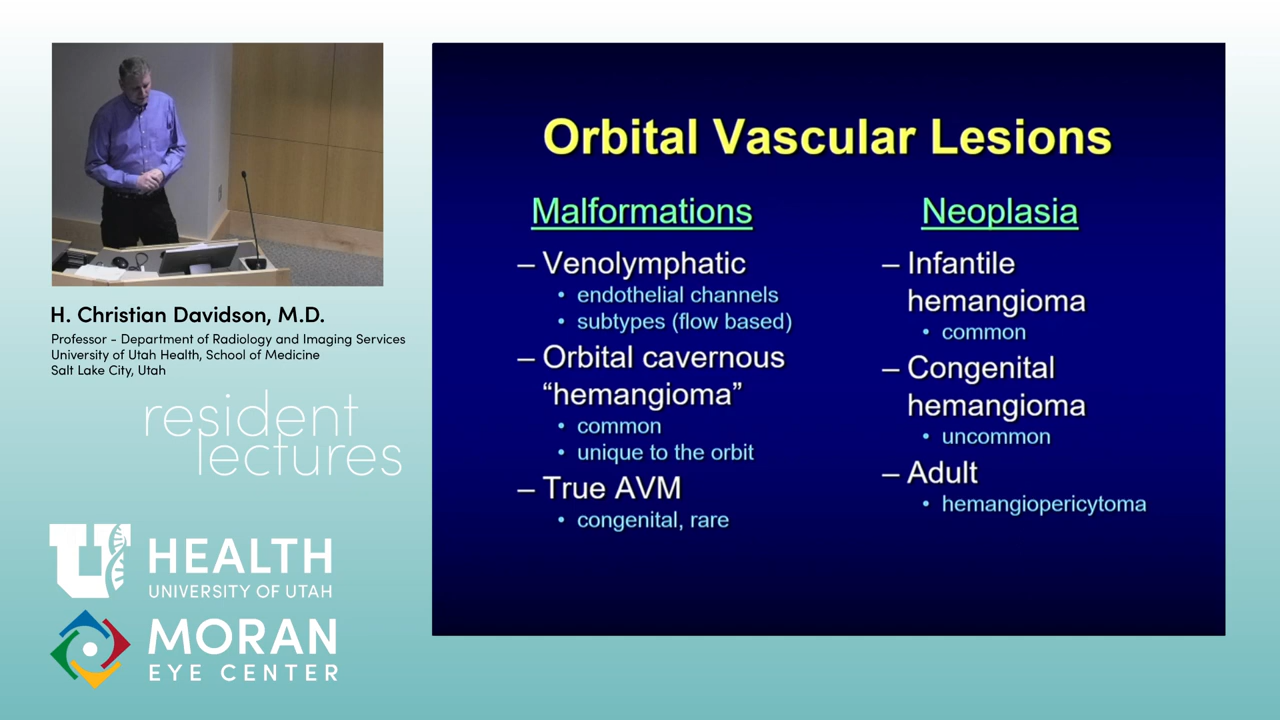 H. Christian Davidson, M.D.
Professor - Department of Radiology and Imaging Services
University of Utah Health, School of Medicine
Salt Lake City, Utah
resident
lectures
U
HEALTH
UNIVERSITY OF UTAH
MORAN
EYE CENTER
Orbital Vascular Lesions
Malformations
– Venolymphatic
• endothelial channels
• subtypes (flow based)
– Orbital cavernous
“hemangioma”
• common
• unique to the orbit
– True AVM
• congenital, rare
Neoplasia
– Infantile
hemangioma
• common
– Congenital
hemangioma
• uncommon
– Adult
• hemangiopericytoma